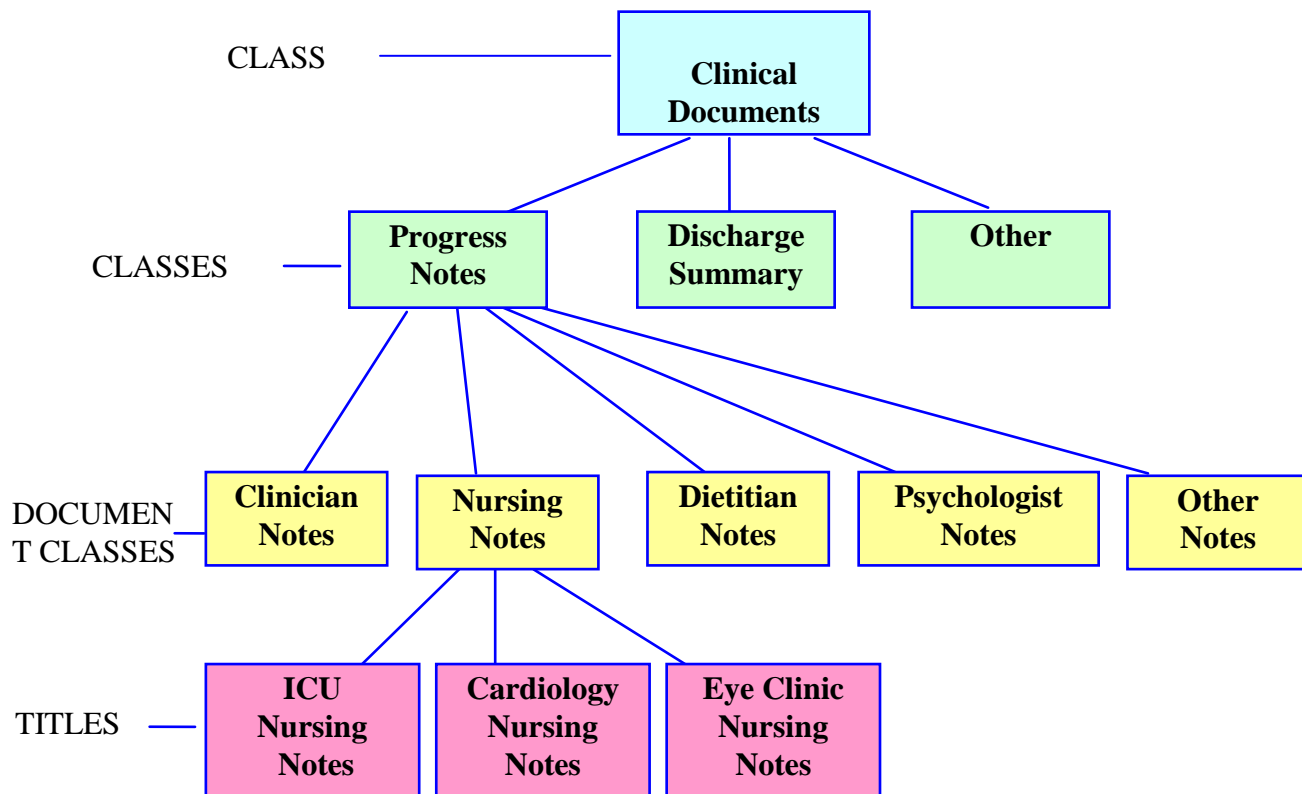 CLASS
Clinical
Documents
CLASSES
Progress
Notes
Discharge
Summary
Other
DOCUMEN
T CLASSES
Clinician
Notes
Nursing
Notes
Dietitian
Notes
Psychologist
Notes
Other
Notes
TITLES
ICU
Nursing
Notes
Cardiology
Nursing
Notes
Eye Clinic
Nursing
Notes